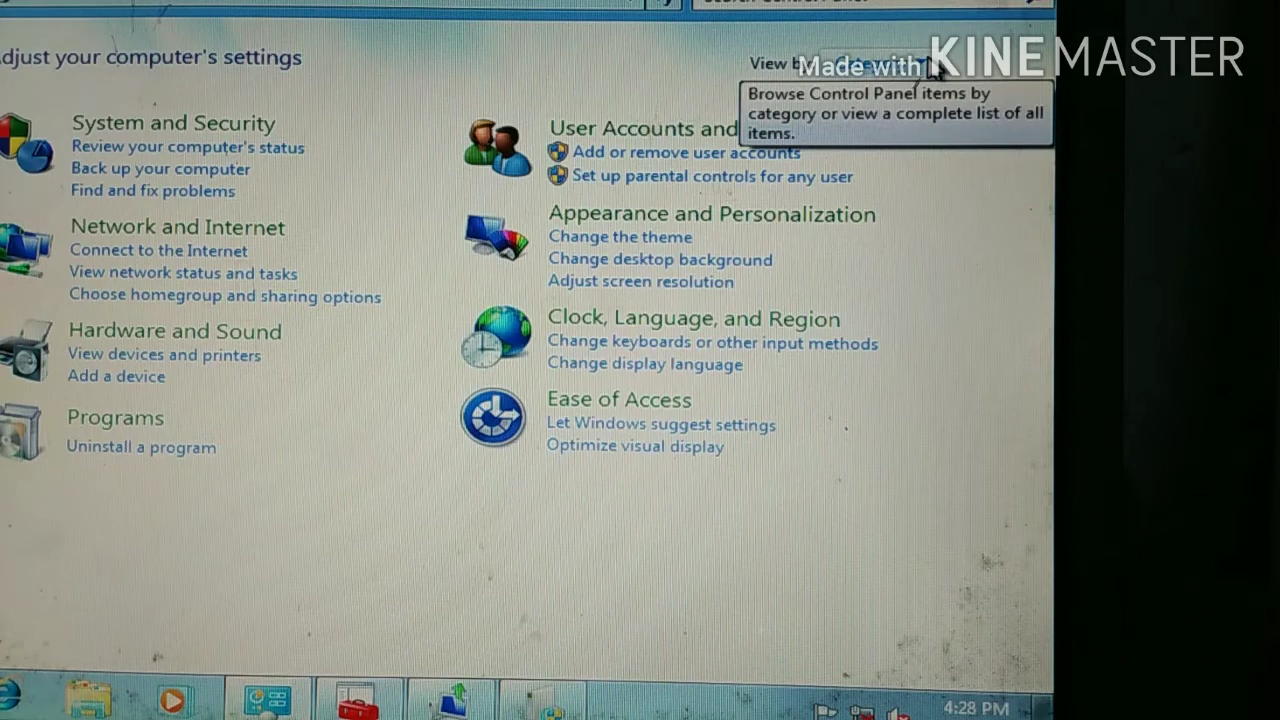 djust your computer's settings
View by:
Made with KINEMASTER
Browse Control Panel items by
category or view a complete list of all
items.
System and Security
Review your computer's status
Back up your computer
Find and fix problems
Network and Internet
Connect to the Internet
View network status and tasks
Choose homegroup and sharing options
Hardware and Sound
View devices and printers
Add a device
Programs
Uninstall a program
User Accounts and
Add or remove user accounts
Set up parental controls for any user
Appearance and Personalization
Change the theme
Change desktop background
Adjust screen resolution
Clock, Language, and Region
Change keyboards or other input methods
Change display language
Ease of Access
Let Windows suggest settings
Optimize visual display
4:28 PM